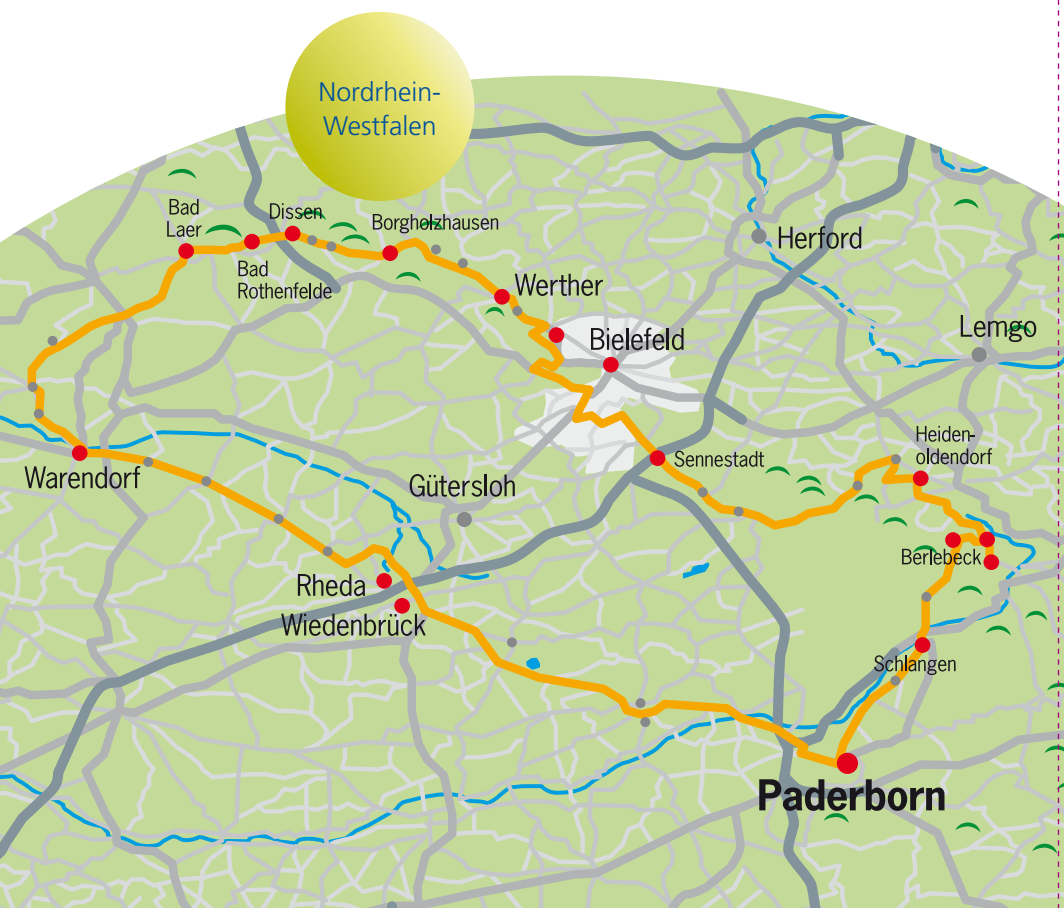 Nordrhein-
Westfalen
Bad
Laer
Dissen
Borgholzhausen
Bad
Rothenfelde
Herford
Werther
Bielefeld
Lemgo
Heiden-
oldendorf
Sennestadt
Warendorf
Gütersloh
Berlebeck
Rheda
Wiedenbrück
Schlangen
Paderborn